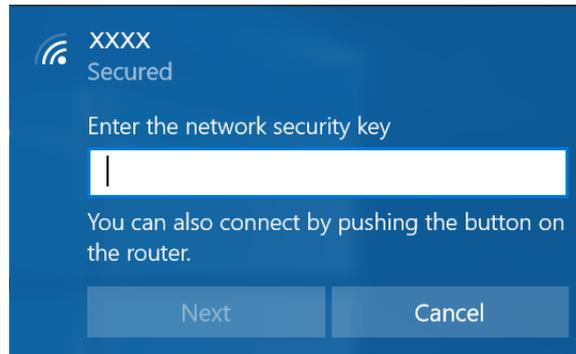 XXXX
Secured
Enter the network security key
You can also connect by pushing the button on
the router.
Next
Cancel